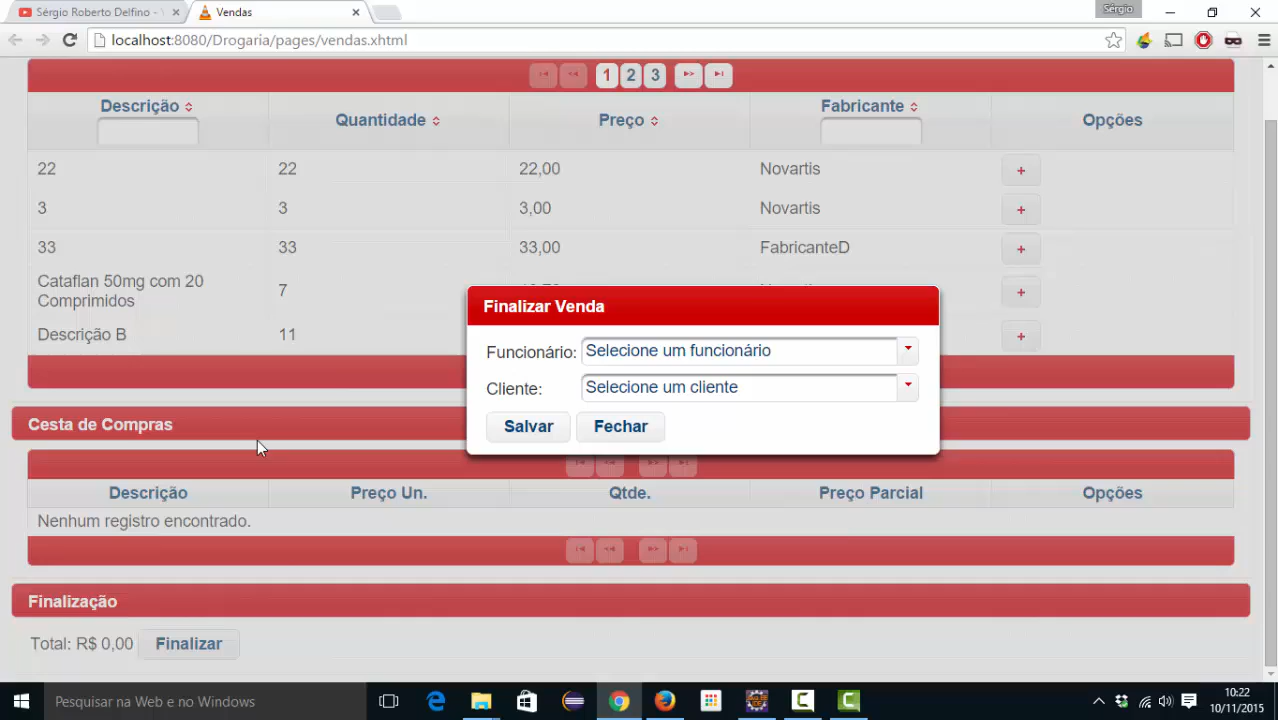 Sérgio Roberto Delfino - Y
Vendas
Sérgio
localhost:8080/Drogaria/pages/vendas.xhtml
1 2 3
Descrição Quantidade Preço Fabricante Opções
22 22 22,00 Novartis +
3 3 3,00 Novartis +
33 33 33,00 FabricanteD +
Cataflan 50mg com 20
Comprimidos
7 +
Descrição B 11 +
Finalizar Venda
Funcionário: Selecione um funcionário
Cliente: Selecione um cliente
Salvar Fechar
Cesta de Compras
Descrição Preço Un. Qtde. Preço Parcial Opções
Nenhum registro encontrado.
Finalização
Total: R$ 0,00 Finalizar
Pesquisar na Web e no Windows
10:22
10/11/2015